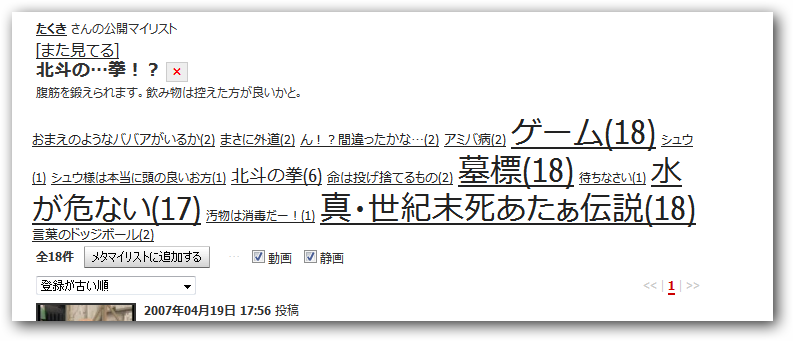 たくき さんの公開マイリスト
[また見てる]
北斗の…拳！？ ×
腹筋を鍛えられます。飲み物は控えた方が良いかと。
おまえのようなババアがいるか(2) まさに外道(2) ん！？間違ったかな…(2) アミバ病(2) ゲーム(18) シュウ
(1) シュウ様は本当に頭の良いお方(1) 北斗の拳(6) 命は投げ捨てるもの(2) 墓標(18) 待ちなさい(1) 水
が危ない(17) 汚物は消毒だー！(1) 真・世紀末死あたぁ伝説(18)
言葉のドッジボール(2)
全18件 メタマイリストに追加する … 動画 静画
登録が古い順 << | 1 | >>
2007年04月19日 17:56 投稿